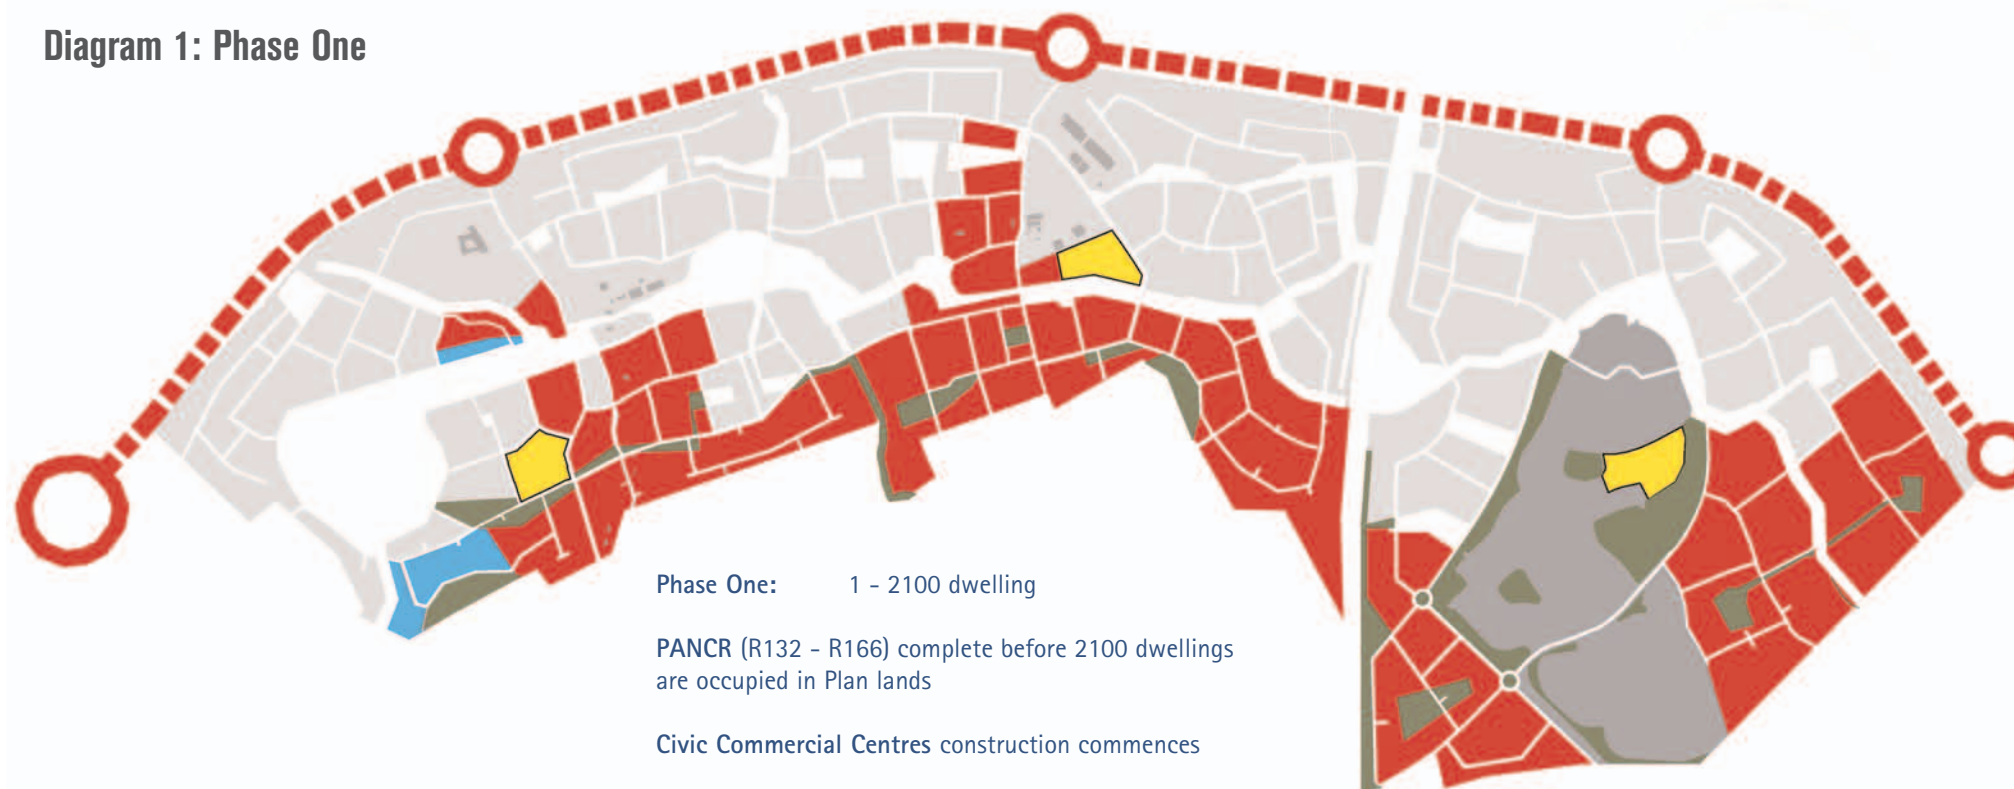 Diagram 1: Phase One
Phase One: 1 - 2100 dwelling
PANCR (R132 - R166) complete before 2100 dwellings
are occupied in Plan lands
Civic Commercial Centres construction commences